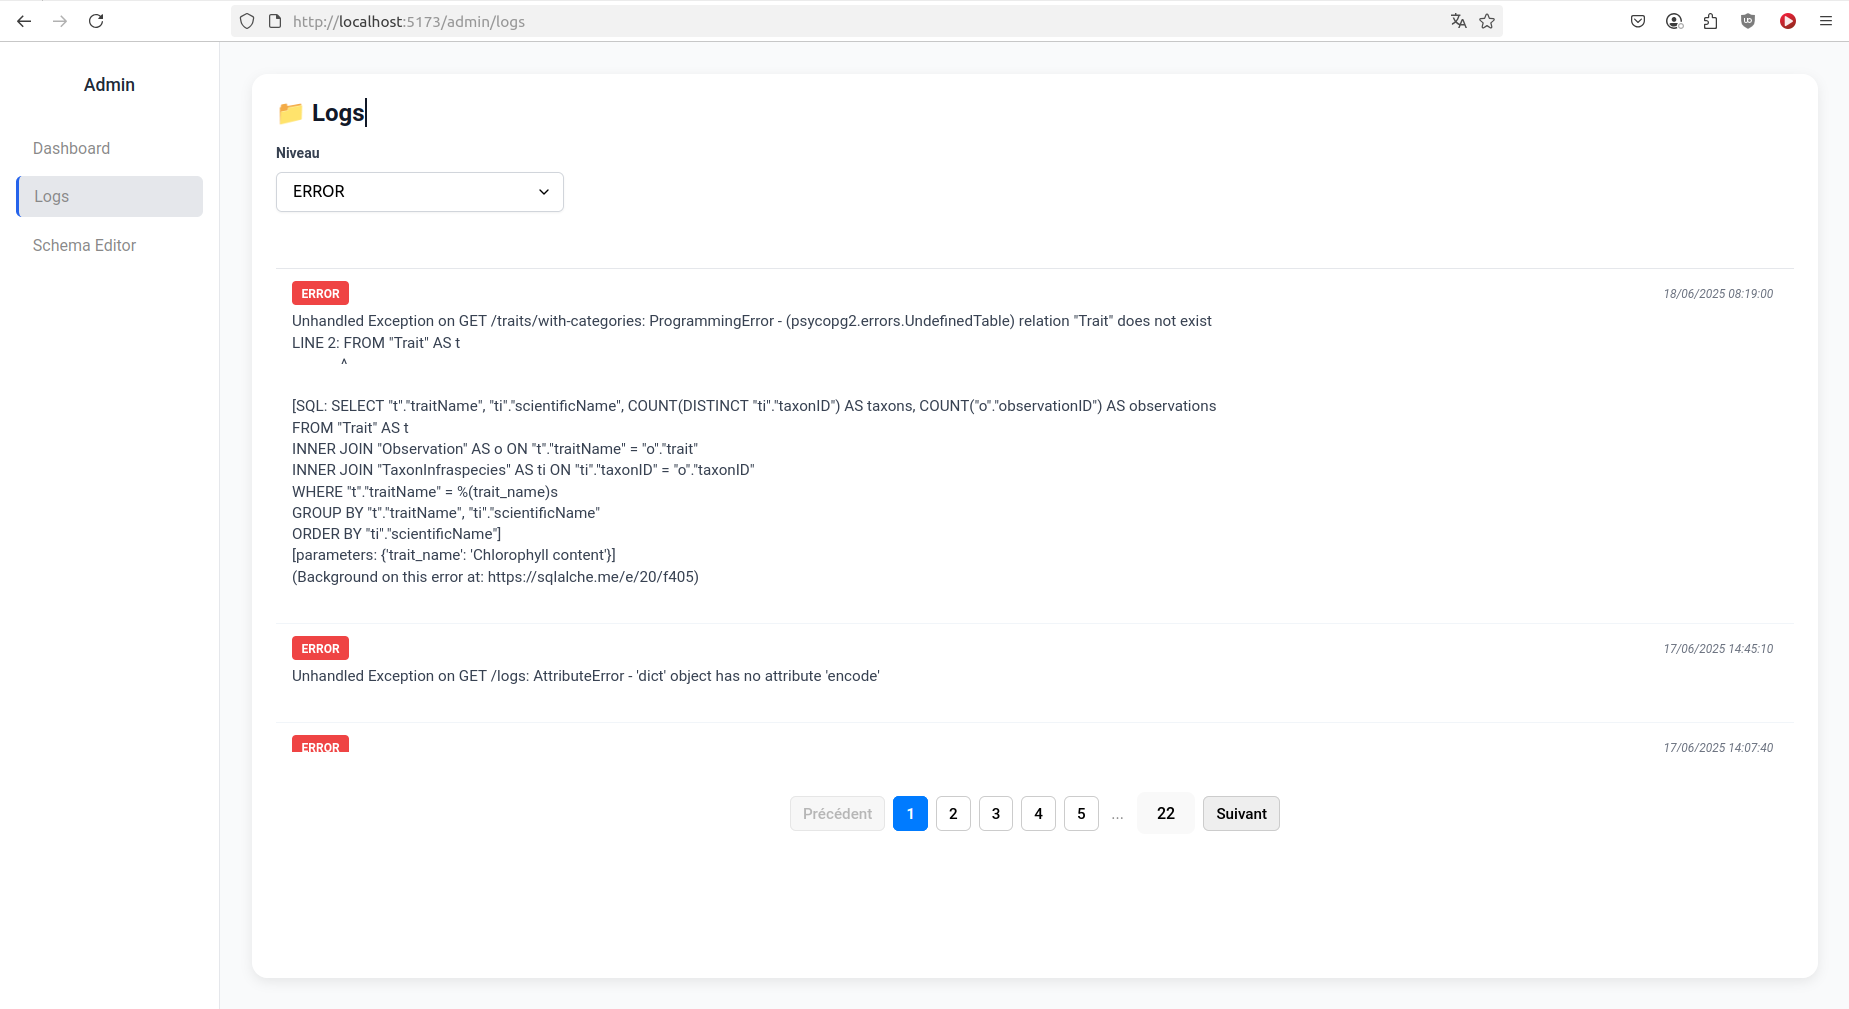 http://localhost:5173/admin/logs
Admin
Dashboard
Logs
Schema Editor
📁 Logs
Niveau
ERROR
ERROR
18/06/2025 08:19:00
Unhandled Exception on GET /traits/with-categories: ProgrammingError - (psycopg2.errors.UndefinedTable) relation "Trait" does not exist
LINE 2: FROM "Trait" AS t
^
[SQL: SELECT "t"."traitName", "ti"."scientificName", COUNT(DISTINCT "ti"."taxonID") AS taxons, COUNT("o"."observationID") AS observations
FROM "Trait" AS t
INNER JOIN "Observation" AS o ON "t"."traitName" = "o"."trait"
INNER JOIN "TaxonInfraspecies" AS ti ON "ti"."taxonID" = "o"."taxonID"
WHERE "t"."traitName" = %(trait_name)s
GROUP BY "t"."traitName", "ti"."scientificName"
ORDER BY "ti"."scientificName"]
[parameters: {'trait_name': 'Chlorophyll content'}]
(Background on this error at: https://sqlalche.me/e/20/f405)
ERROR
17/06/2025 14:45:10
Unhandled Exception on GET /logs: AttributeError - 'dict' object has no attribute 'encode'
ERROR
17/06/2025 14:07:40
Précédent 1 2 3 4 5 ... 22 Suivant